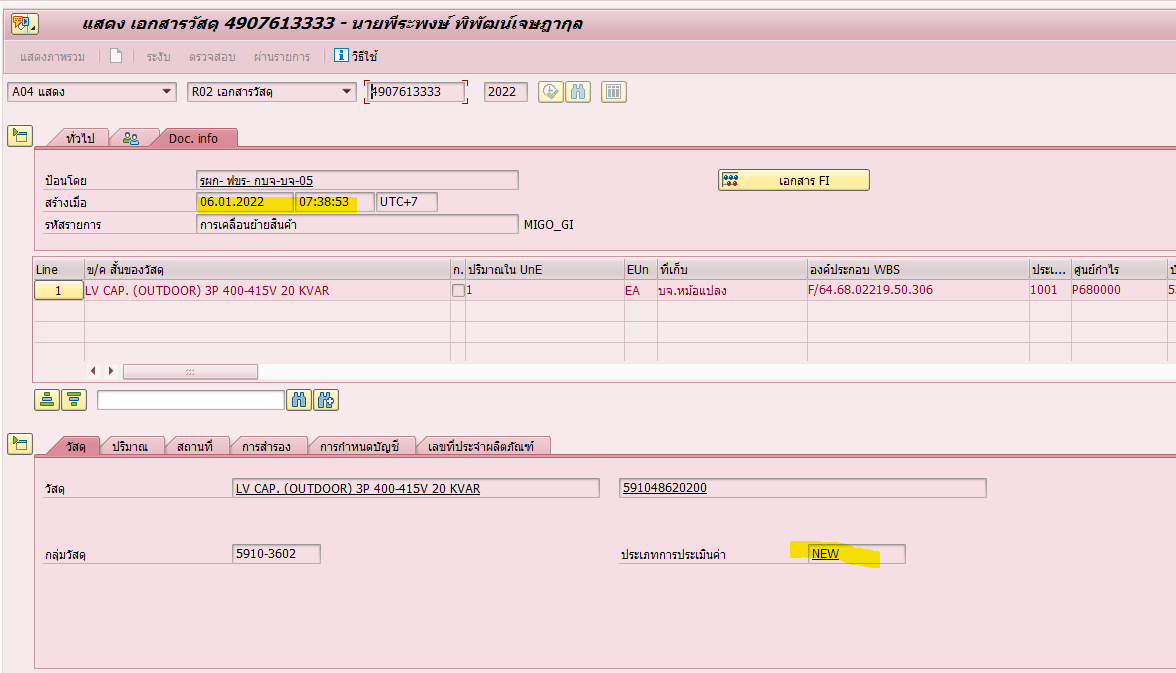 แสดง เอกสารวัสดุ 4907613333 - นายพีระพงษ์ พิพัฒน์เจษฎากุล
แสดงภาพรวม ระงับ ตรวจสอบ ผ่านรายการ วิธีใช้
A04 แสดง R02 เอกสารวัสดุ 4907613333 2022
ทั่วไป Doc. info
ป้อนโดย รผก- ฟขร- กบจ-บจ-05 เอกสาร FI
สร้างเมื่อ 06.01.2022 07:38:53 UTC+7
รหัสรายการ การเคลื่อนย้ายสินค้า MIGO_GI
Line ข/ค สั้นของวัสดุ ก. ปริมาณใน UnE EUn ที่เก็บ องค์ประกอบ WBS ประเ... ศูนย์กำไร
1 LV CAP. (OUTDOOR) 3P 400-415V 20 KVAR 1 EA บจ.หม้อแปลง F/64.68.02219.50.306 1001 P680000 5
วัสดุ ปริมาณ สถานที่ การสำรอง การกำหนดบัญชี เลขที่ประจำผลิตภัณฑ์
วัสดุ LV CAP. (OUTDOOR) 3P 400-415V 20 KVAR 591048620200
กลุ่มวัสดุ 5910-3602 ประเภทการประเมินค่า NEW